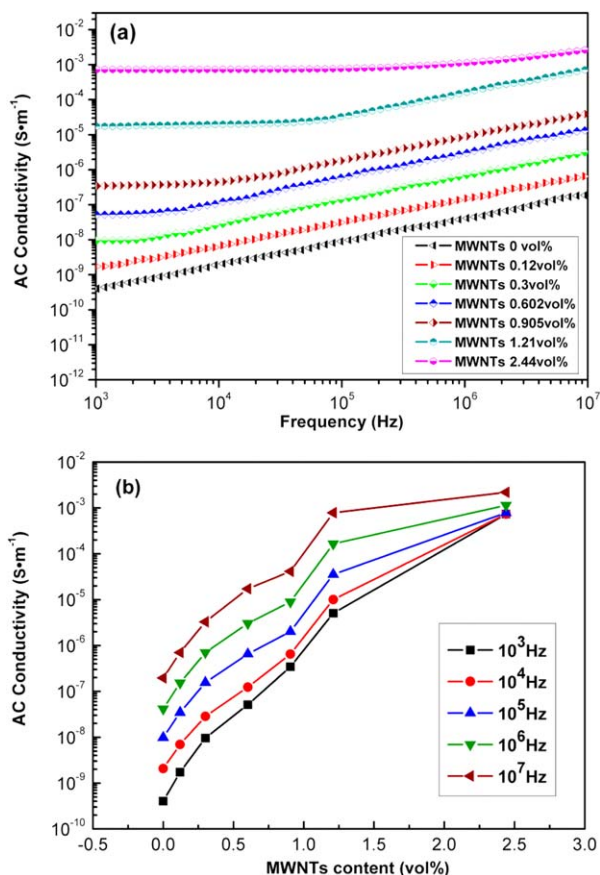 (a)
AC Conductivity (s•m⁻¹)
10⁻²
10⁻³
10⁻⁴
10⁻⁵
10⁻⁶
10⁻⁷
10⁻⁸
10⁻⁹
10⁻¹⁰
10⁻¹¹
10⁻¹²
MWNTs 0 vol%
MWNTs 0.12vol%
MWNTs 0.3vol%
MWNTs 0.602vol%
MWNTs 0.905vol%
MWNTs 1.21vol%
MWNTs 2.44vol%
10³ 10⁴ 10⁵ 10⁶ 10⁷
Frequency (Hz)
(b)
AC Conductivity (s•m⁻¹)
10⁻²
10⁻³
10⁻⁴
10⁻⁵
10⁻⁶
10⁻⁷
10⁻⁸
10⁻⁹
10⁻¹⁰
10³Hz
10⁴Hz
10⁵Hz
10⁶Hz
10⁷Hz
-0.5 0.0 0.5 1.0 1.5 2.0 2.5 3.0
MWNTs content (vol%)